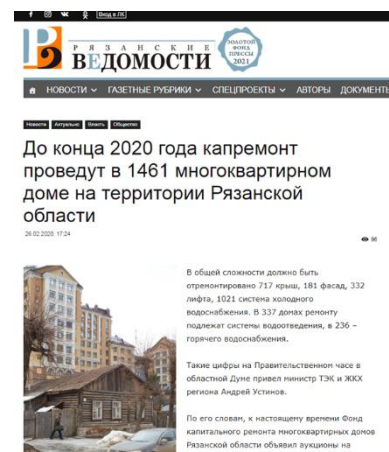 Вход в ЛК
РЯЗАНСКИЕ
ВЕДОМОСТИ
ЗОЛОТОЙ
ФОНД
ПРЕССЫ
2021
НОВОСТИ ГАЗЕТНЫЕ РУБРИКИ СПЕЦПРОЕКТЫ АВТОРЫ ДОКУМЕНТЫ
Новости Актуально Власть Общество
До конца 2020 года капремонт
проведут в 1461 многоквартирном
доме на территории Рязанской
области
26.02.2020, 17:24
96
В общей сложности должно быть
отремонтировано 717 крыш, 181 фасад, 332
лифта, 1021 система холодного
водоснабжения. В 337 домах ремонту
подлежат системы водоотведения, в 236 –
горячего водоснабжения.
Такие цифры на Правительственном часе в
областной Думе привел министр ТЭК и ЖКХ
региона Андрей Устинов.
По его словам, к настоящему времени Фонд
капитального ремонта многоквартирных домов
Рязанской области объявил аукционы на